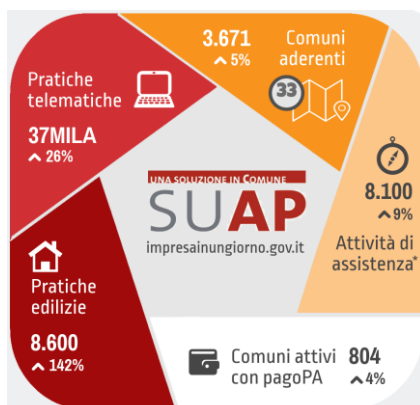 3.671
^ 5%
Comuni
aderenti
33
Pratiche
telematiche
37MILA
^ 26%
8.100
^ 9%
Attività di
assistenza*
UNA SOLUZIONE IN COMUNE
SUAP
impresainungiorno.gov.it
Pratiche
edilizie
8.600
^ 142%
Comuni attivi 804
con pagoPA ^ 4%